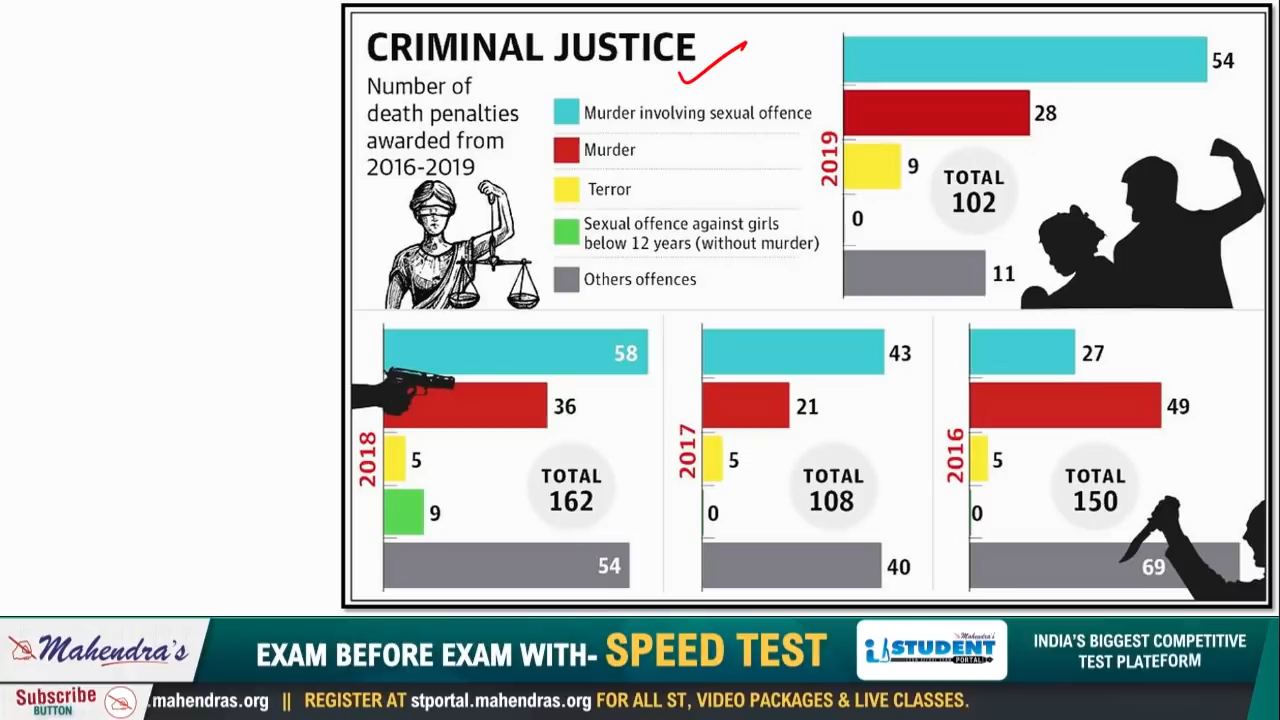 CRIMINAL JUSTICE
Number of
death penalties
awarded from
2016-2019
Murder involving sexual offence
Murder
Terror
Sexual offence against girls
below 12 years (without murder)
Others offences
2019
54
28
9
0
11
TOTAL
102
2018
58
36
5
9
54
TOTAL
162
2017
43
21
5
0
40
TOTAL
108
2016
27
49
5
0
69
TOTAL
150
Mahendra's
EXAM BEFORE EXAM WITH- SPEED TEST
Mahendra's
STUDENT
PORTAL
INDIA'S BIGGEST COMPETITIVE
TEST PLATEFORM
Subscribe
BUTTON
.mahendras.org || REGISTER AT stportal.mahendras.org FOR ALL ST, VIDEO PACKAGES & LIVE CLASSES.